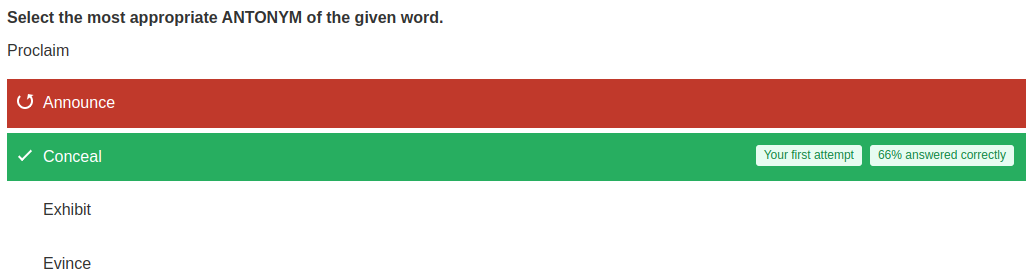 Select the most appropriate ANTONYM of the given word.
Proclaim
Announce
Conceal Your first attempt 66% answered correctly
Exhibit
Evince